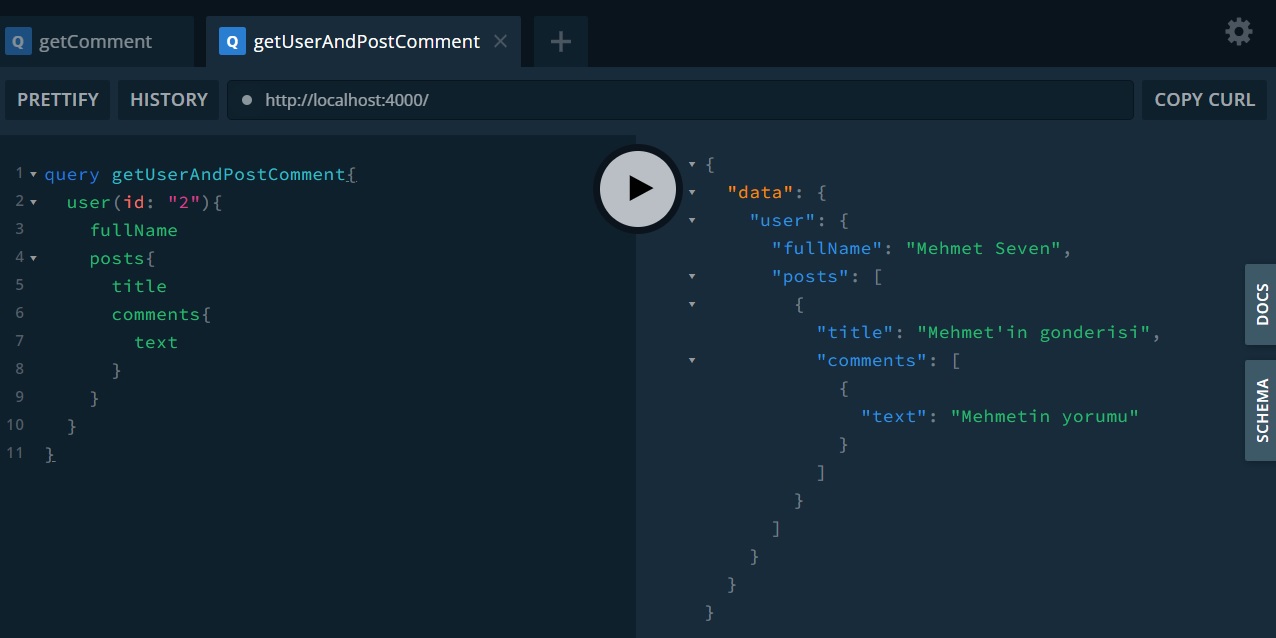 Q getComment
Q getUserAndPostComment
PRETTIFY HISTORY http://localhost:4000/ COPY CURL
1 query getUserAndPostComment{
2 user(id: "2"){
3 fullName
4 posts{
5 title
6 comments{
7 text
8 }
9 }
10 }
11 }
{
"data": {
"user": {
"fullName": "Mehmet Seven",
"posts": [
{
"title": "Mehmet'in gonderisi",
"comments": [
{
"text": "Mehmetin yorumu"
}
]
}
]
}
}
}
DOCS
SCHEMA